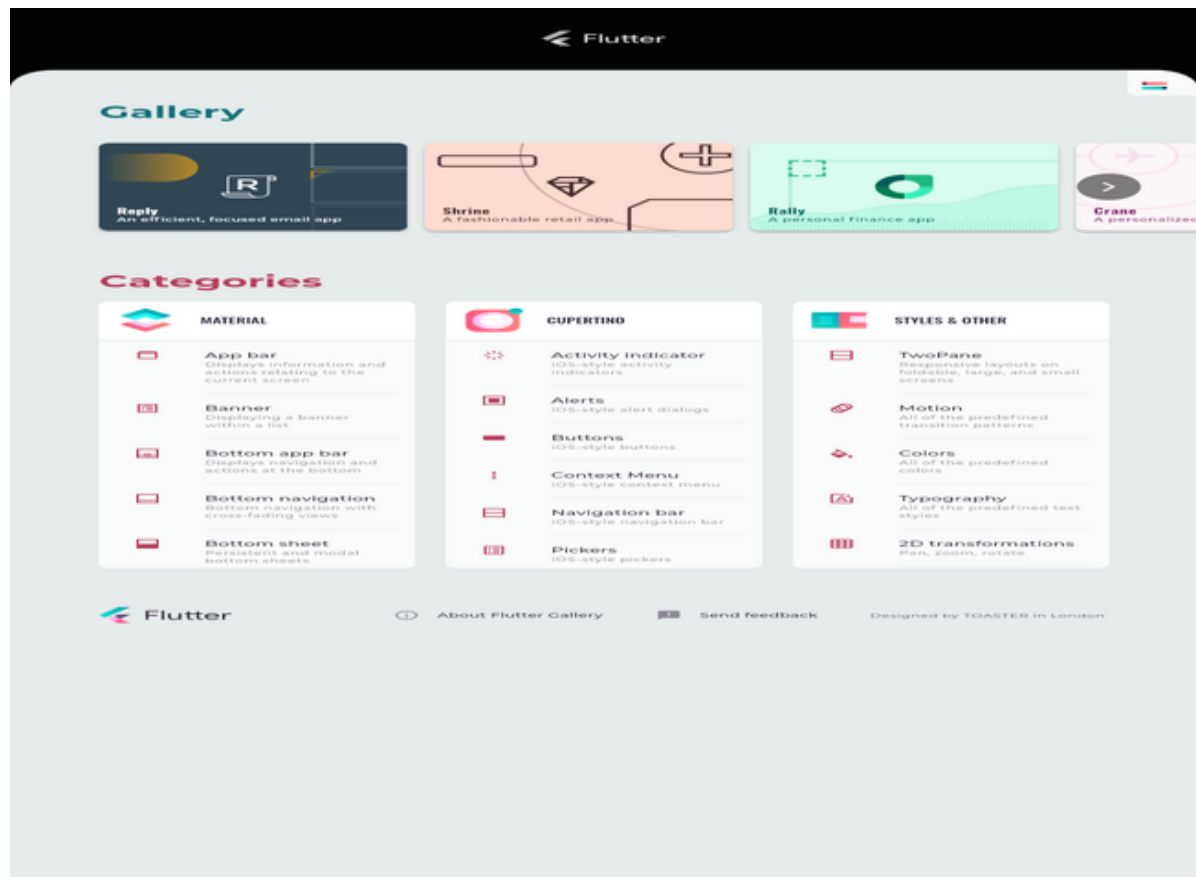 Flutter
Gallery
R
Reply
An efficient, focused email app
Shrine
A fashionable retail app
Rally
A personal finance app
Crane
A personalized
Categories
MATERIAL
App bar
Displays information and
actions relating to the
current screen
Banner
Displaying a banner
within a list
Bottom app bar
Displays navigation and
actions at the bottom
Bottom navigation
Bottom navigation with
cross-fading views
Bottom sheet
Persistent and modal
bottom sheets
CUPERTINO
Activity indicator
iOS-style activity
indicators
Alerts
iOS-style alert dialogs
Buttons
iOS-style buttons
Context Menu
iOS-style context menu
Navigation bar
iOS-style navigation bar
Pickers
iOS-style pickers
STYLES & OTHER
TwoPane
Responsive layouts on
foldable, large, and small
screens
Motion
All of the predefined
transition patterns
Colors
All of the predefined
colors
Typography
All of the predefined text
styles
2D transformations
Pan, zoom, rotate
Flutter
About Flutter Gallery
Send feedback
Designed by TOASTER in London